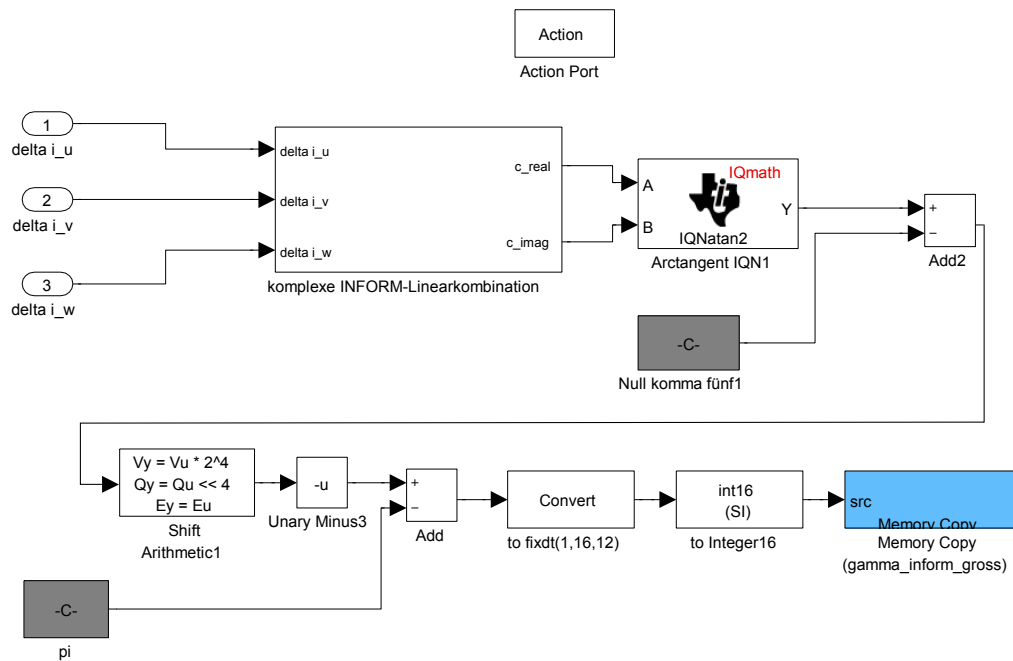 Action
Action Port
1
delta i_u
2
delta i_v
3
delta i_w
delta i_u
delta i_v
delta i_w
c_real
c_imag
komplexe INFORM-Linearkombination
IQmath
A
B
Y
IQNatan2
Arctangent IQN1
+
−
Add2
-C-
Null komma fünf1
Vy = Vu * 2^4
Qy = Qu << 4
Ey = Eu
Shift
Arithmetic1
-u
Unary Minus3
+
−
Add
Convert
to fixdt(1,16,12)
int16
(SI)
to Integer16
src
Memory Copy
Memory Copy
(gamma_inform_gross)
-C-
pi